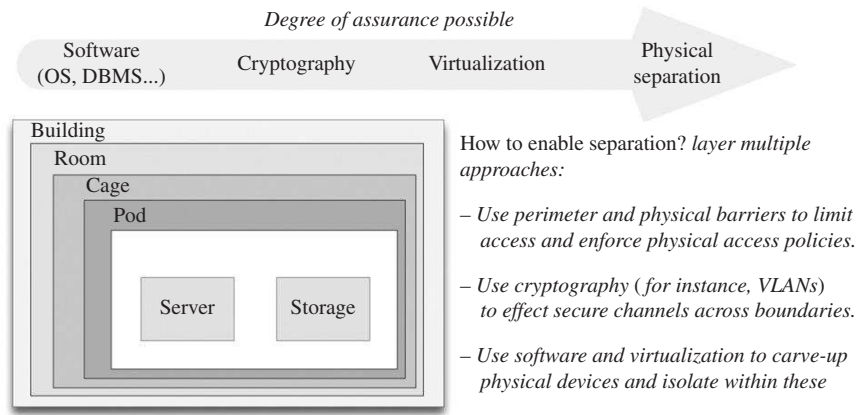 Degree of assurance possible
Software
(OS, DBMS...)
Cryptography
Virtualization
Physical
separation
Building
Room
Cage
Pod
Server
Storage
How to enable separation? layer multiple
approaches:
– Use perimeter and physical barriers to limit
access and enforce physical access policies.
– Use cryptography (for instance, VLANs)
to effect secure channels across boundaries.
– Use software and virtualization to carve-up
physical devices and isolate within these